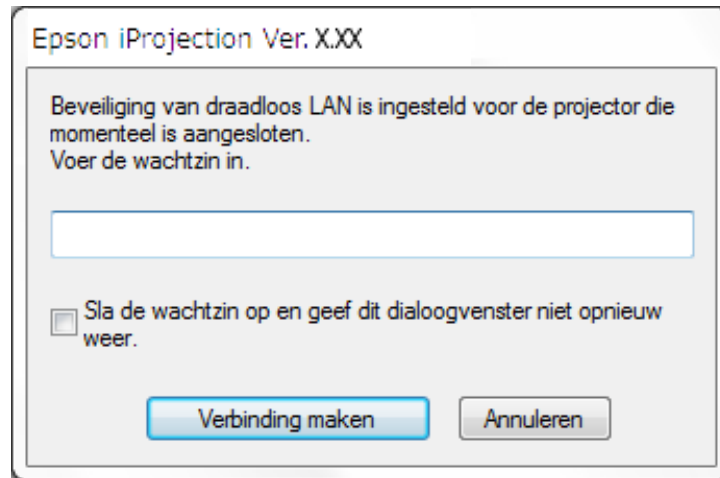 Epson iProjection Ver. X.XX
Beveiliging van draadloos LAN is ingesteld voor de projector die
momenteel is aangesloten.
Voer de wachtzin in.
Sla de wachtzin op en geef dit dialoogvenster niet opnieuw
weer.
Verbinding maken
Annuleren